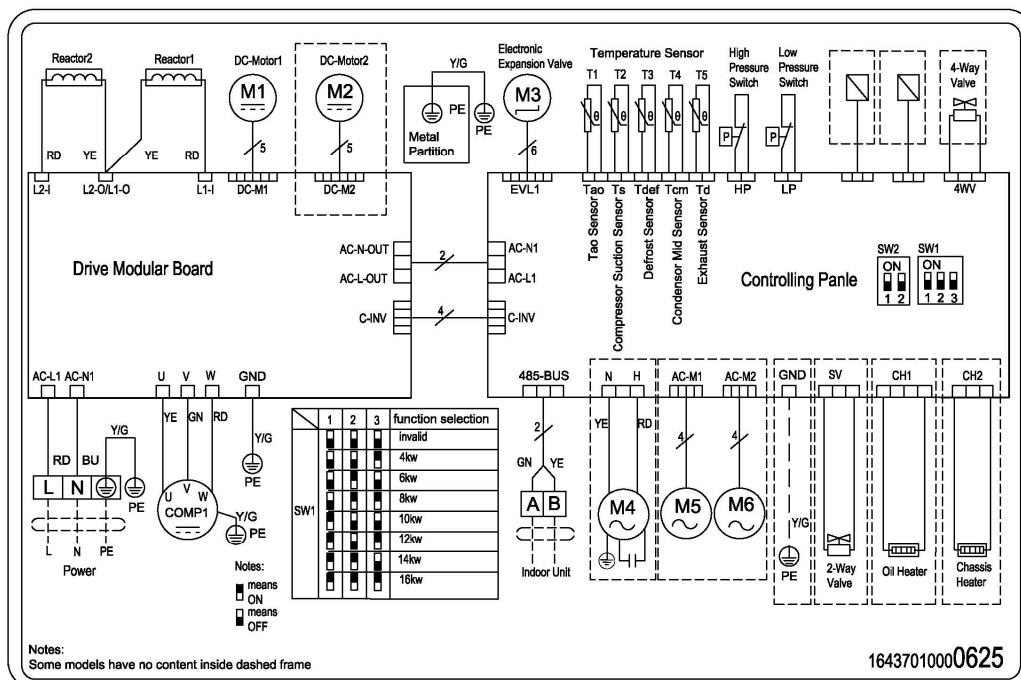 Reactor2
Reactor1
DC-Motor1
DC-Motor2
Electronic
Expansion Valve
Temperature Sensor
High
Pressure
Switch
Low
Pressure
Switch
4-Way
Valve
T1 T2 T3 T4 T5
M1
M2
Y/G
PE
PE
Metal
Partition
M3
θ θ θ θ θ
P
P
RD YE YE RD
5
5
6
L2-I
L2-O/L1-O
L1-I
DC-M1
DC-M2
EVL1
Tao
Ts
Tdef
Tcm
Td
HP
LP
4WV
Tao Sensor
Compressor Suction Sensor
Defrost Sensor
Condensor Mid Sensor
Exhaust Sensor
Drive Modular Board
AC-N-OUT
AC-L-OUT
C-INV
2
4
AC-N1
AC-L1
C-INV
Controlling Panle
SW2
ON
1 2
SW1
ON
1 2 3
AC-L1 AC-N1
U V W
GND
485-BUS
N H
AC-M1
AC-M2
GND
SV
CH1
CH2
YE GN RD
Y/G
PE
Y/G
RD BU
PE
L N
L N PE
Power
U V W
COMP1
Y/G
PE
Notes:
means
ON
means
OFF
1 2 3 function selection
SW1
invalid
4kw
6kw
8kw
10kw
12kw
14kw
16kw
2
GN YE
A B
Indoor Unit
YE RD
M4
4
M5
4
M6
Y/G
PE
2-Way
Valve
Oil Heater
Chassis
Heater
Notes:
Some models have no content inside dashed frame
16437010000625